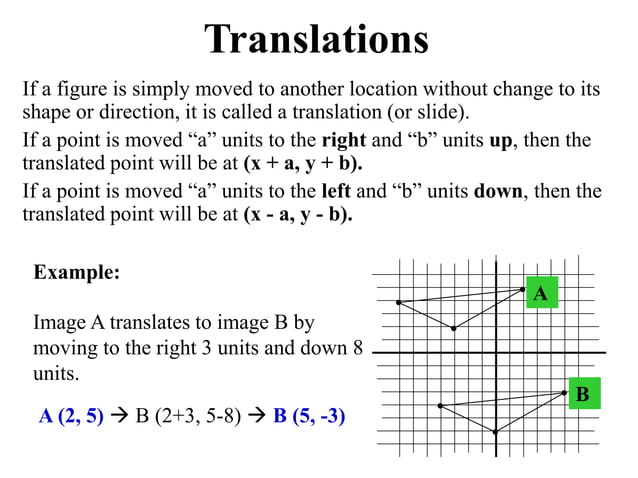 Translations
If a figure is simply moved to another location without change to its
shape or direction, it is called a translation (or slide).
If a point is moved “a” units to the right and “b” units up, then the
translated point will be at (x + a, y + b).
If a point is moved “a” units to the left and “b” units down, then the
translated point will be at (x - a, y - b).
Example:
Image A translates to image B by
moving to the right 3 units and down 8
units.
A (2, 5) → B (2+3, 5-8) → B (5, -3)
A
B